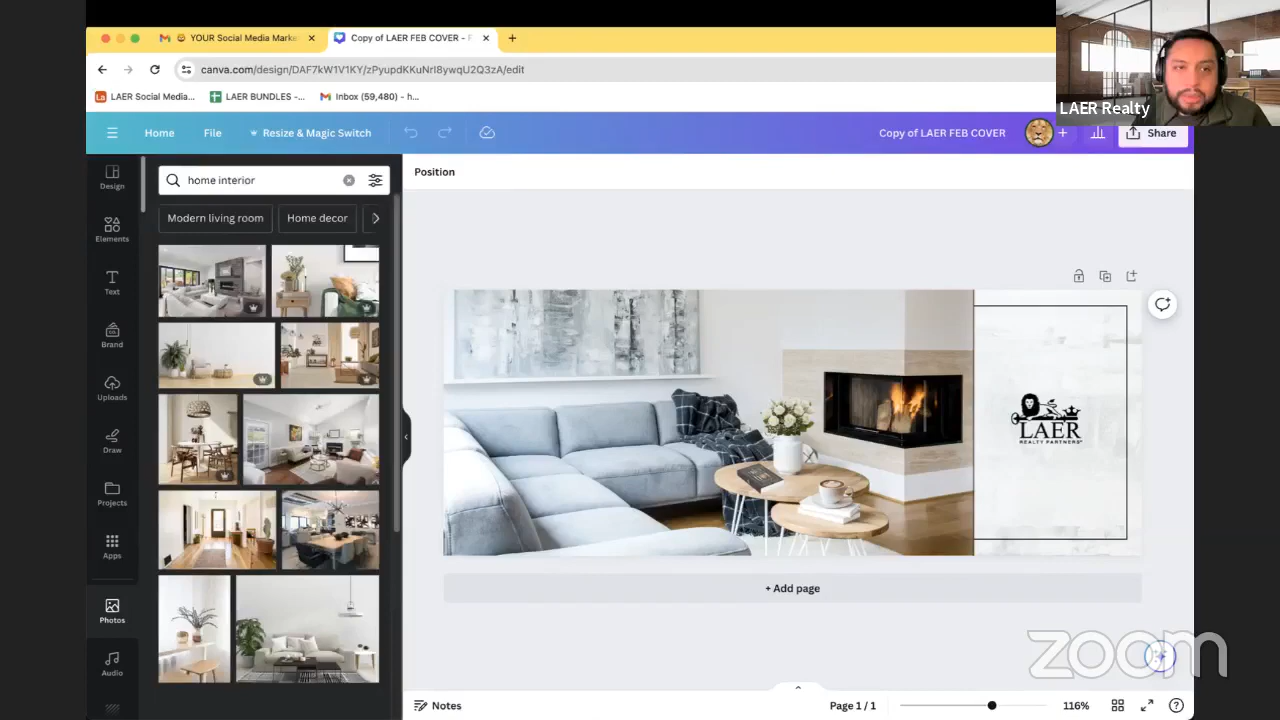 YOUR Social Media Marke
Copy of LAER FEB COVER - F
canva.com/design/DAF7kW1V1KY/zPyupdKKuNrI8ywqU2Q3zA/edit
LAER Social Media...
LAER BUNDLES -...
Inbox (59,480) - h...
LAER Realty
Home
File
Resize & Magic Switch
Copy of LAER FEB COVER
Share
Design
Elements
Text
Brand
Uploads
Draw
Projects
Apps
Photos
Audio
home interior
Modern living room
Home decor
Position
LAER
REALTY PARTNERS
+ Add page
zoom
Notes
Page 1 / 1
116%